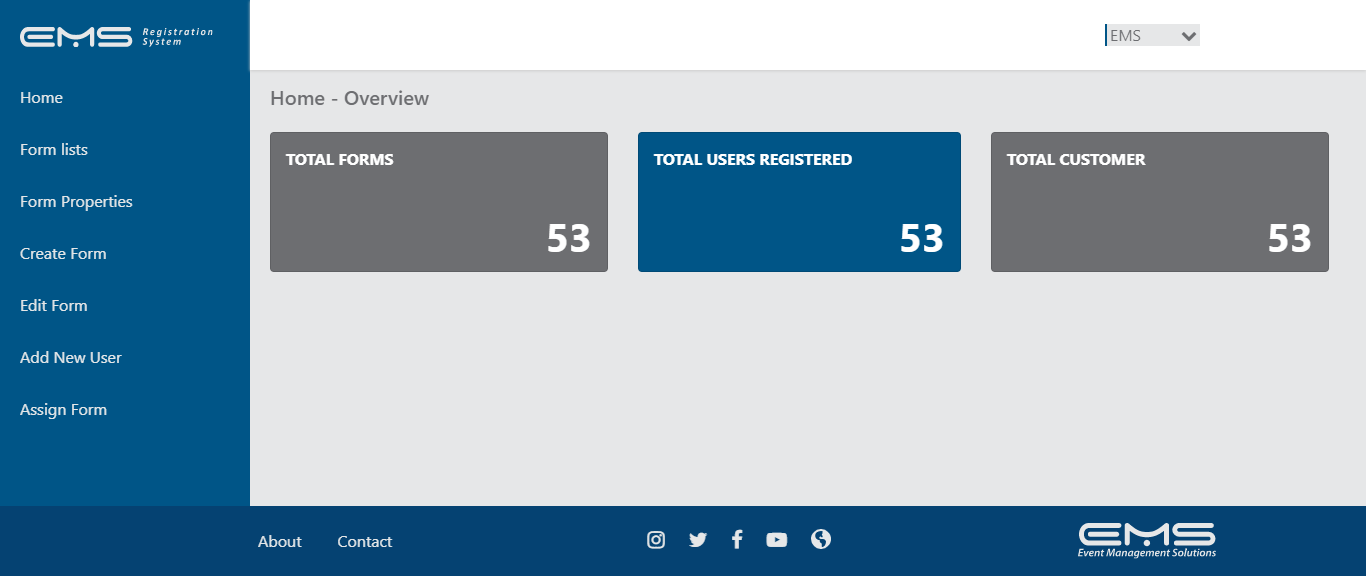 EMS Registration
System
EMS
Home
Form lists
Form Properties
Create Form
Edit Form
Add New User
Assign Form
Home - Overview
TOTAL FORMS
53
TOTAL USERS REGISTERED
53
TOTAL CUSTOMER
53
About
Contact
EMS
Event Management Solutions